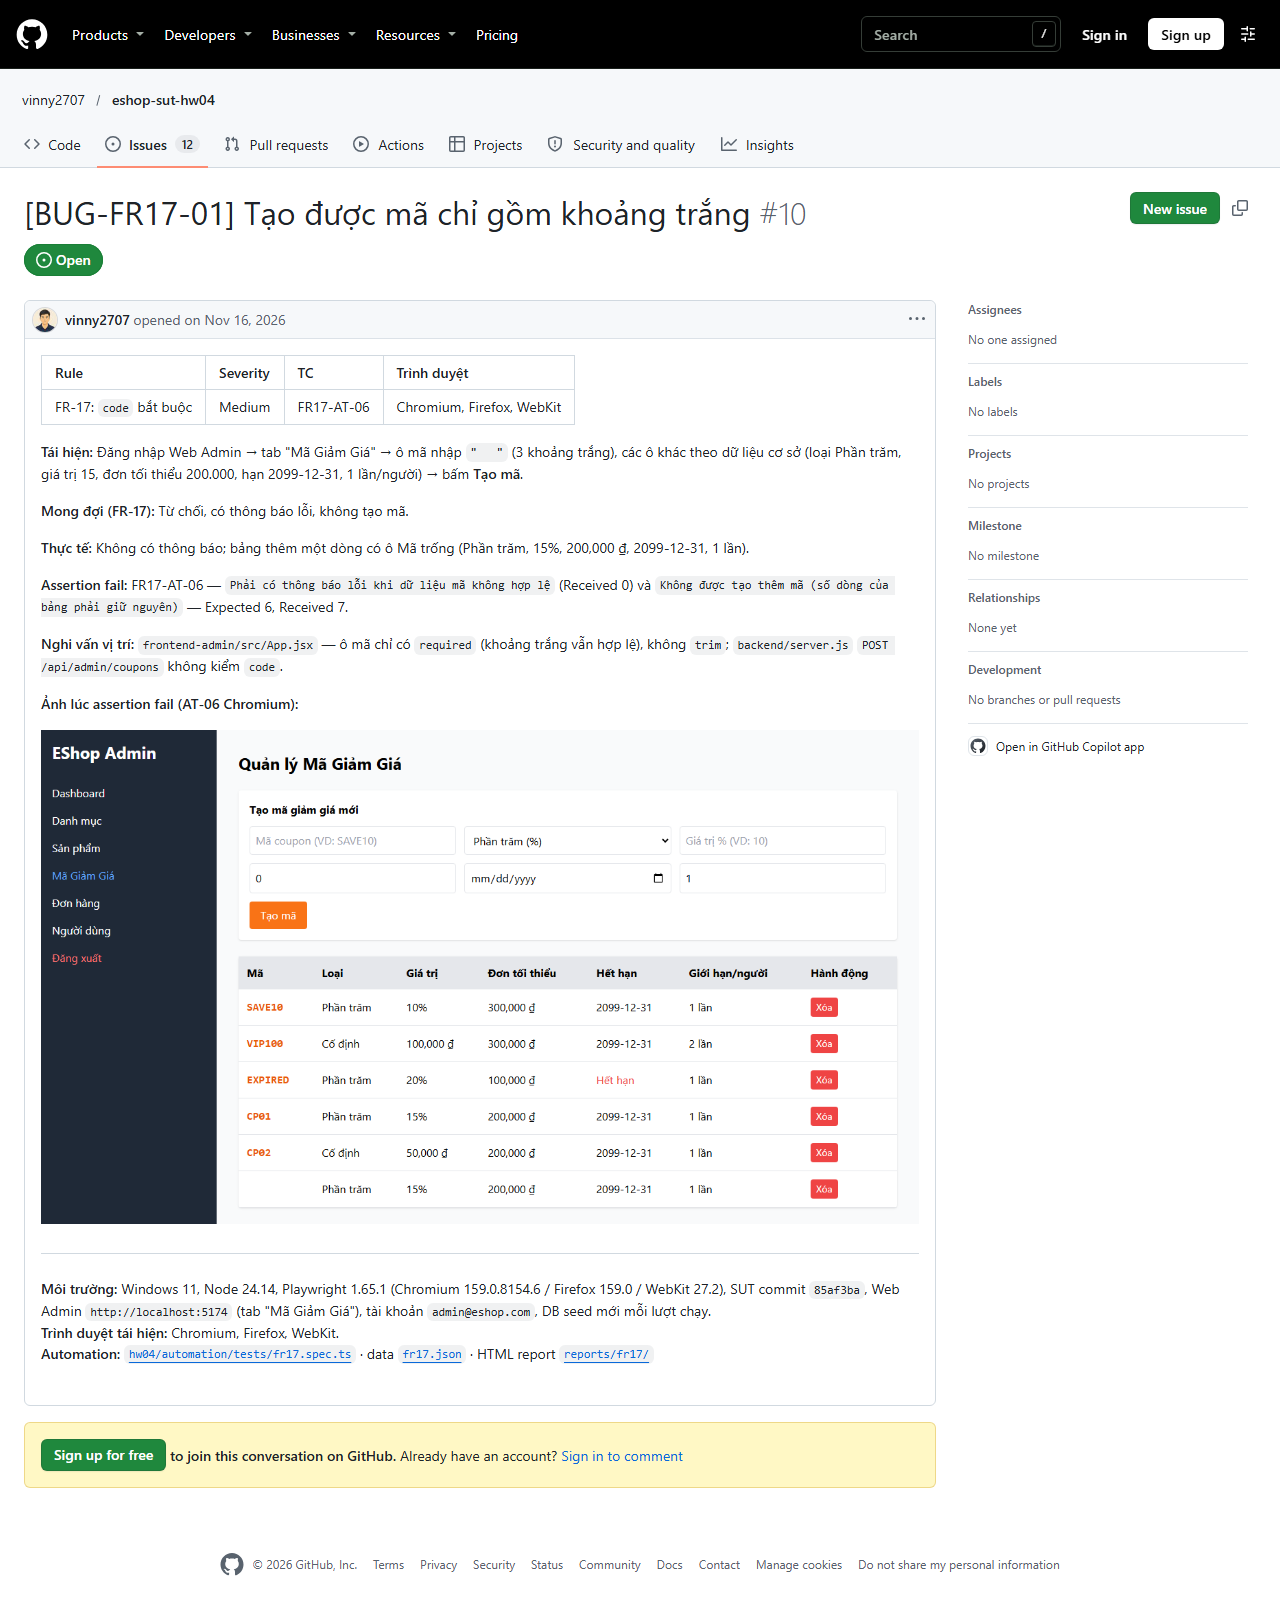 Products Developers Businesses Resources Pricing Search / Sign in Sign up
vinny2707 / eshop-sut-hw04
Code Issues 12 Pull requests Actions Projects Security and quality Insights
[BUG-FR17-01] Tạo được mã chỉ gồm khoảng trắng #10
New issue
Open
vinny2707 opened on Nov 16, 2026
Rule Severity TC Trình duyệt
FR-17: code bắt buộc Medium FR17-AT-06 Chromium, Firefox, WebKit
Tái hiện: Đăng nhập Web Admin → tab "Mã Giảm Giá" → ô mã nhập "   " (3 khoảng trắng), các ô khác theo dữ liệu cơ sở (loại Phần trăm,
giá trị 15, đơn tối thiểu 200.000, hạn 2099-12-31, 1 lần/người) → bấm Tạo mã.
Mong đợi (FR-17): Từ chối, có thông báo lỗi, không tạo mã.
Thực tế: Không có thông báo; bảng thêm một dòng có ô Mã trống (Phần trăm, 15%, 200,000 ₫, 2099-12-31, 1 lần).
Assertion fail: FR17-AT-06 — Phải có thông báo lỗi khi dữ liệu mã không hợp lệ (Received 0) và Không được tạo thêm mã (số dòng của
bảng phải giữ nguyên) — Expected 6, Received 7.
Nghi vấn vị trí: frontend-admin/src/App.jsx — ô mã chỉ có required (khoảng trắng vẫn hợp lệ), không trim; backend/server.js POST
/api/admin/coupons không kiểm code.
Ảnh lúc assertion fail (AT-06 Chromium):
EShop Admin
Dashboard
Danh mục
Sản phẩm
Mã Giảm Giá
Đơn hàng
Người dùng
Đăng xuất
Quản lý Mã Giảm Giá
Tạo mã giảm giá mới
Mã coupon (VD: SAVE10) Phần trăm (%) Giá trị % (VD: 10)
0 mm/dd/yyyy 1
Tạo mã
Mã Loại Giá trị Đơn tối thiểu Hết hạn Giới hạn/người Hành động
SAVE10 Phần trăm 10% 300,000 ₫ 2099-12-31 1 lần Xóa
VIP100 Cố định 100,000 ₫ 300,000 ₫ 2099-12-31 2 lần Xóa
EXPIRED Phần trăm 20% 100,000 ₫ Hết hạn 1 lần Xóa
CP01 Phần trăm 15% 200,000 ₫ 2099-12-31 1 lần Xóa
CP02 Cố định 50,000 ₫ 200,000 ₫ 2099-12-31 1 lần Xóa
Phần trăm 15% 200,000 ₫ 2099-12-31 1 lần Xóa
Môi trường: Windows 11, Node 24.14, Playwright 1.65.1 (Chromium 159.0.8154.6 / Firefox 159.0 / WebKit 27.2), SUT commit 85af3ba, Web
Admin http://localhost:5174 (tab "Mã Giảm Giá"), tài khoản admin@eshop.com, DB seed mới mỗi lượt chạy.
Trình duyệt tái hiện: Chromium, Firefox, WebKit.
Automation: hw04/automation/tests/fr17.spec.ts · data fr17.json · HTML report reports/fr17/
Assignees
No one assigned
Labels
No labels
Projects
No projects
Milestone
No milestone
Relationships
None yet
Development
No branches or pull requests
Open in GitHub Copilot app
Sign up for free to join this conversation on GitHub. Already have an account? Sign in to comment
© 2026 GitHub, Inc. Terms Privacy Security Status Community Docs Contact Manage cookies Do not share my personal information